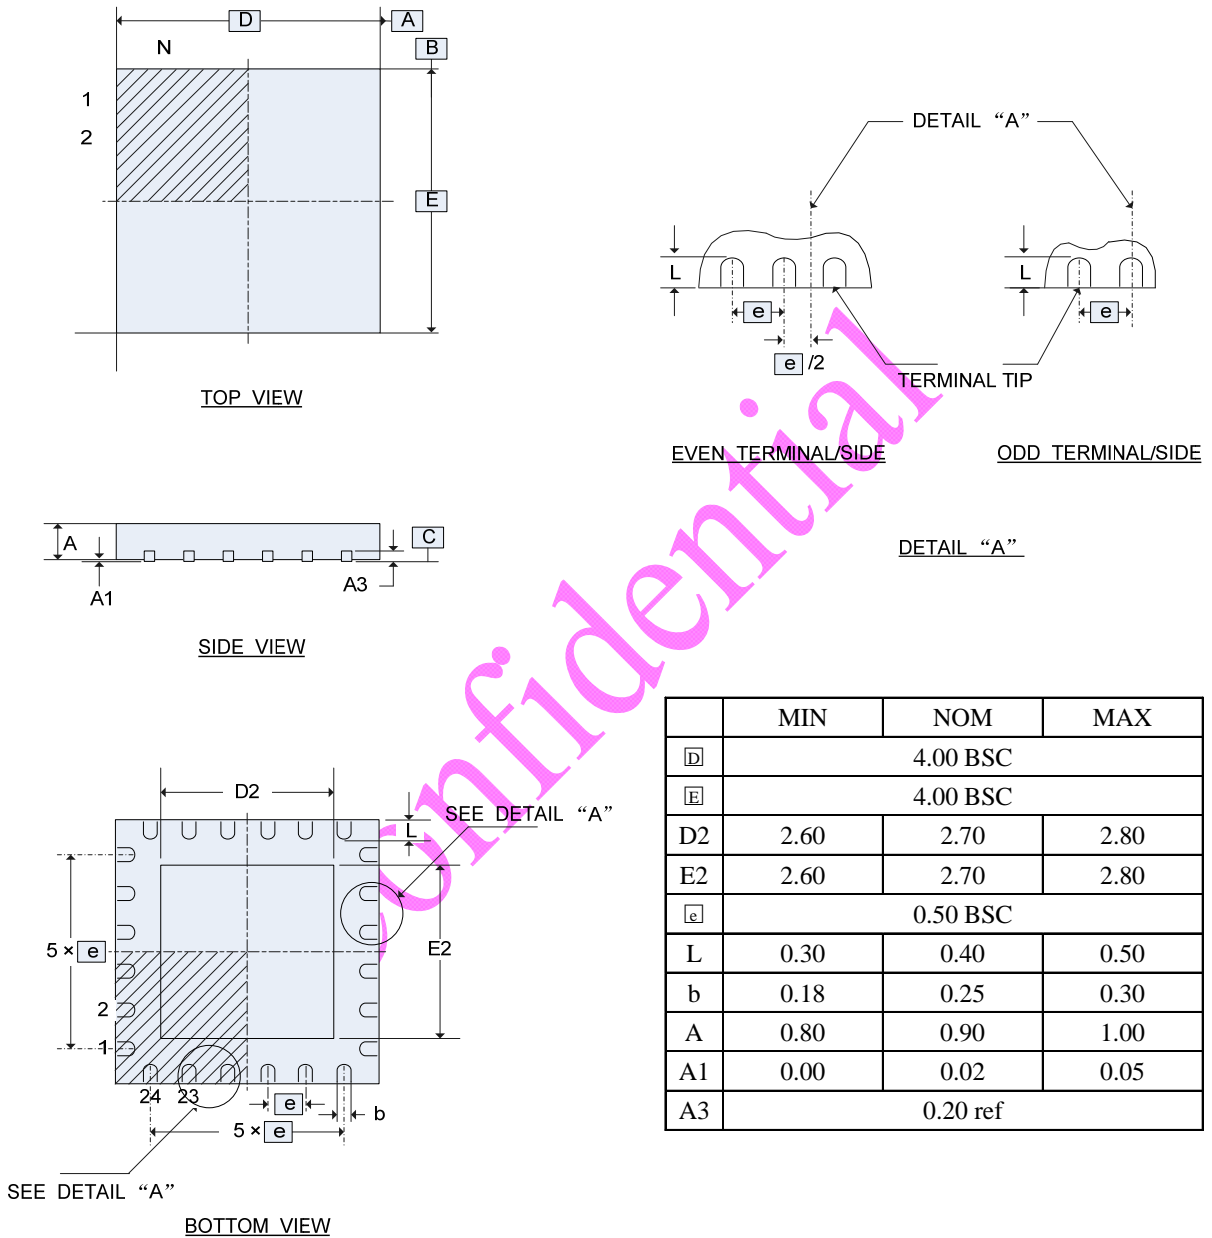 D
A
N
B
1
2
E
TOP VIEW
DETAIL “A”
L
L
e
e
e /2
TERMINAL TIP
EVEN TERMINAL/SIDE
ODD TERMINAL/SIDE
DETAIL “A”
A
C
A1
A3
SIDE VIEW
D2
SEE DETAIL “A”
L
5 × e
E2
2
1
24 23
e
b
5 × e
SEE DETAIL “A”
BOTTOM VIEW
MIN NOM MAX
D 4.00 BSC
E 4.00 BSC
D2 2.60 2.70 2.80
E2 2.60 2.70 2.80
e 0.50 BSC
L 0.30 0.40 0.50
b 0.18 0.25 0.30
A 0.80 0.90 1.00
A1 0.00 0.02 0.05
A3 0.20 ref
Confidential